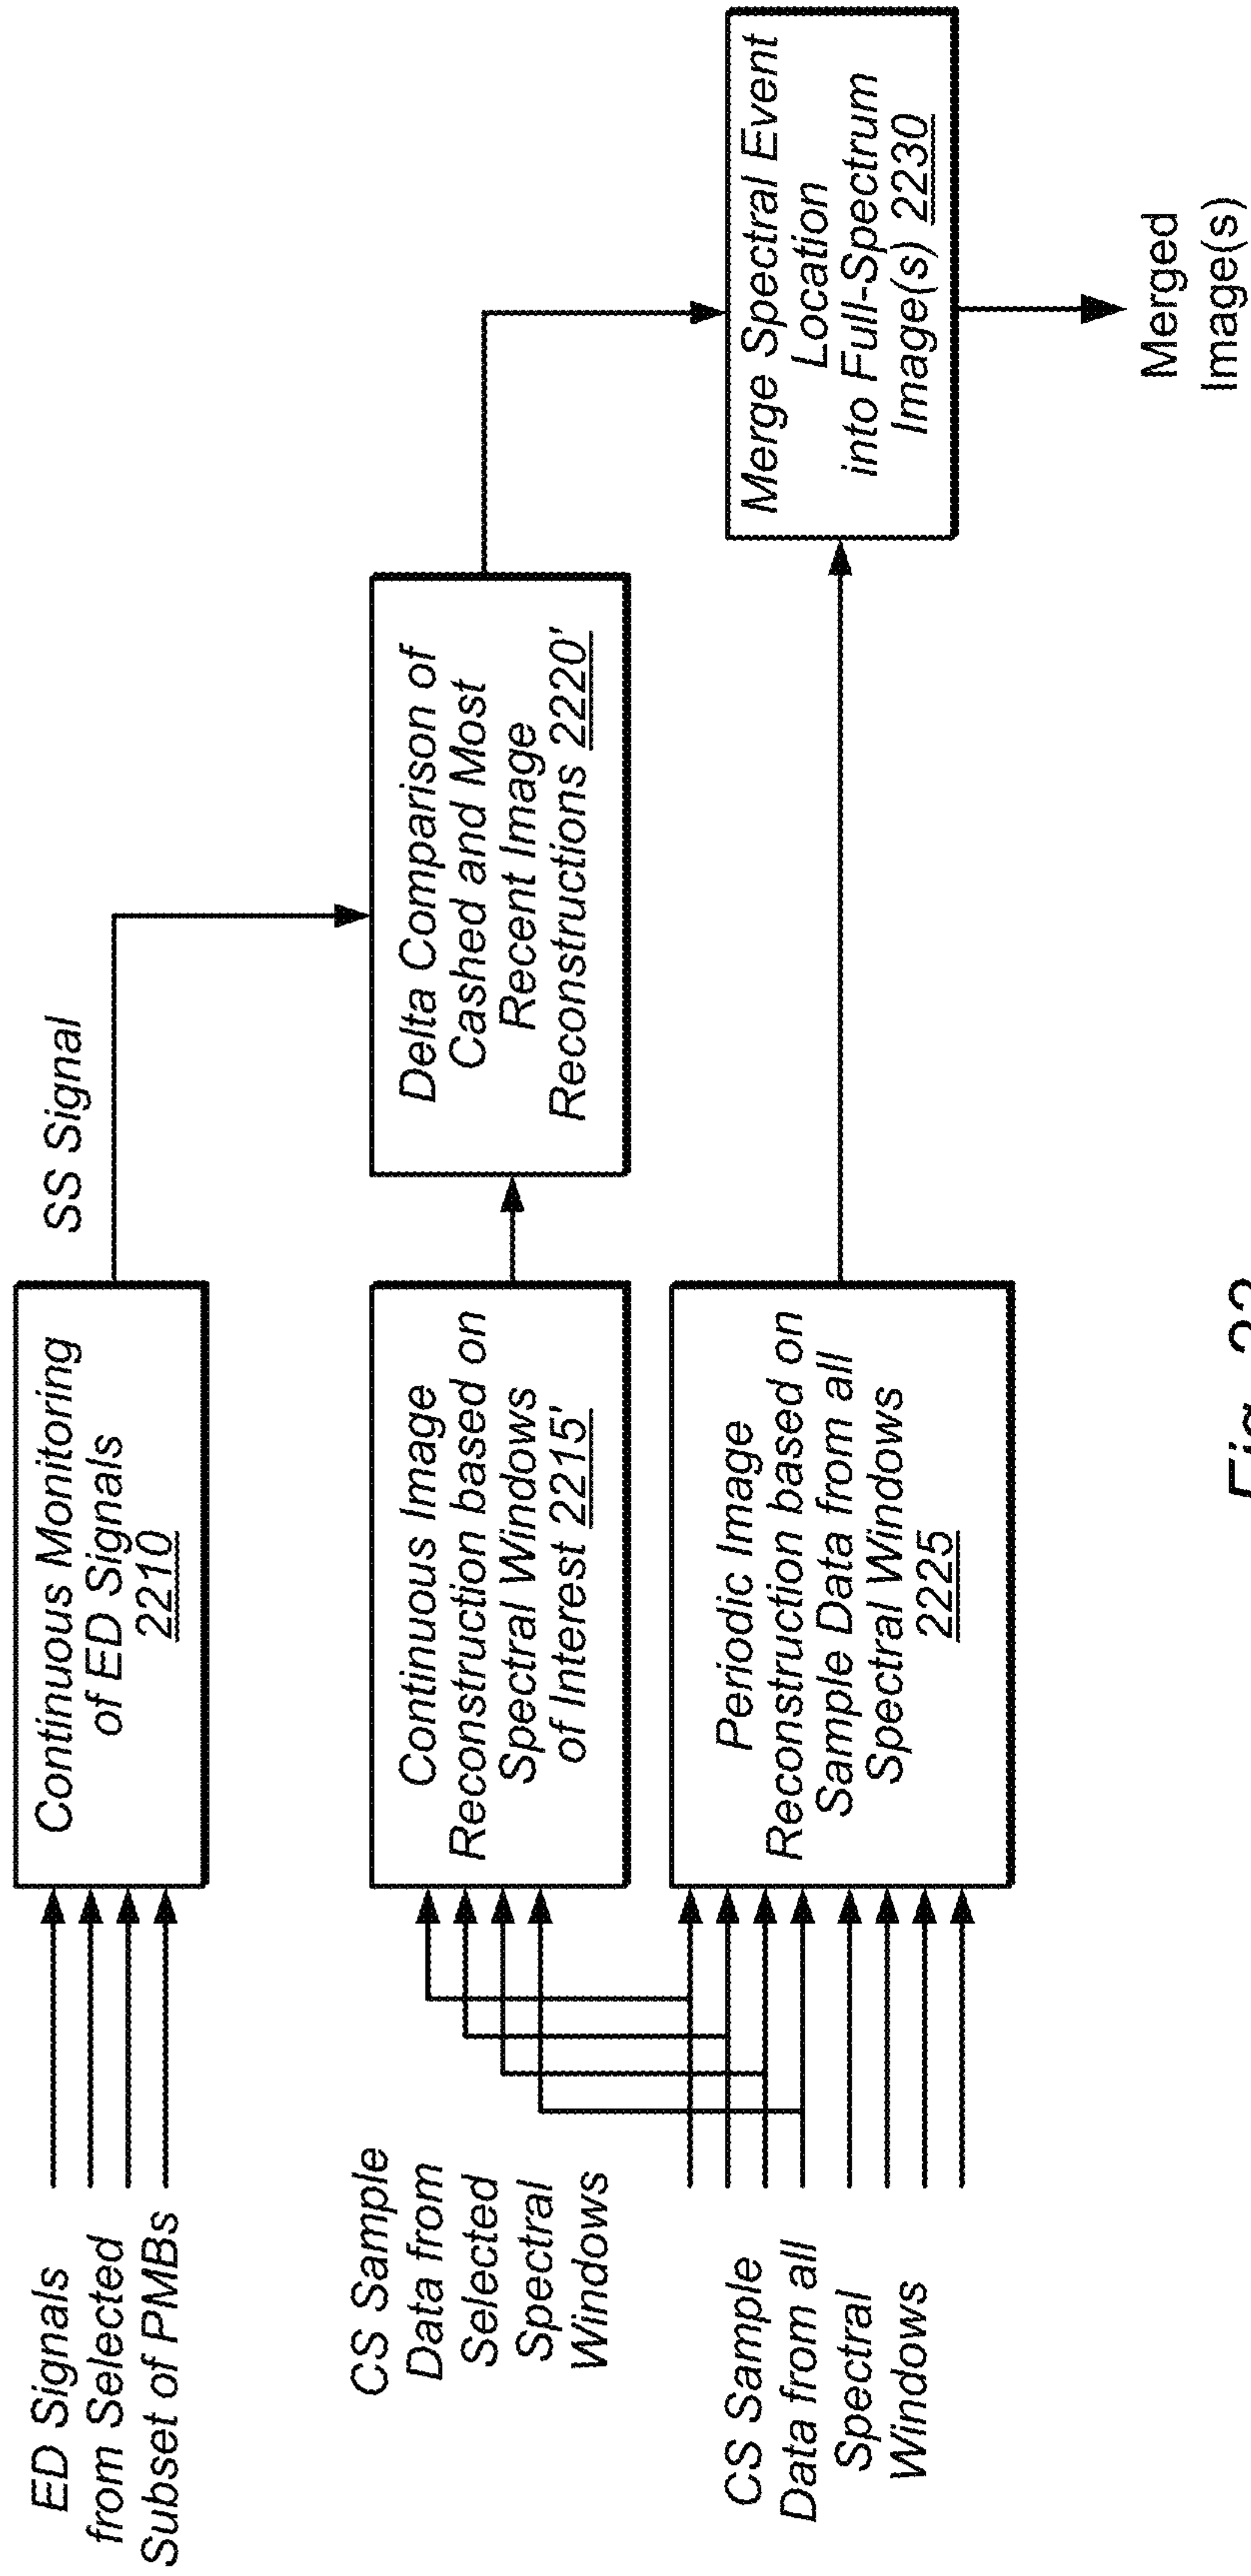 ED Signals
from Selected
Subset of PMBs
Continuous Monitoring
of ED Signals
2210
SS Signal
CS Sample
Data from
Selected
Spectral
Windows
Continuous Image
Reconstruction based on
Spectral Windows
of Interest 2215'
Delta Comparison of
Cashed and Most
Recent Image
Reconstructions 2220'
CS Sample
Data from all
Spectral
Windows
Periodic Image
Reconstruction based on
Sample Data from all
Spectral Windows
2225
Merge Spectral Event
Location
into Full-Spectrum
Image(s) 2230
Merged
Image(s)
Fig.